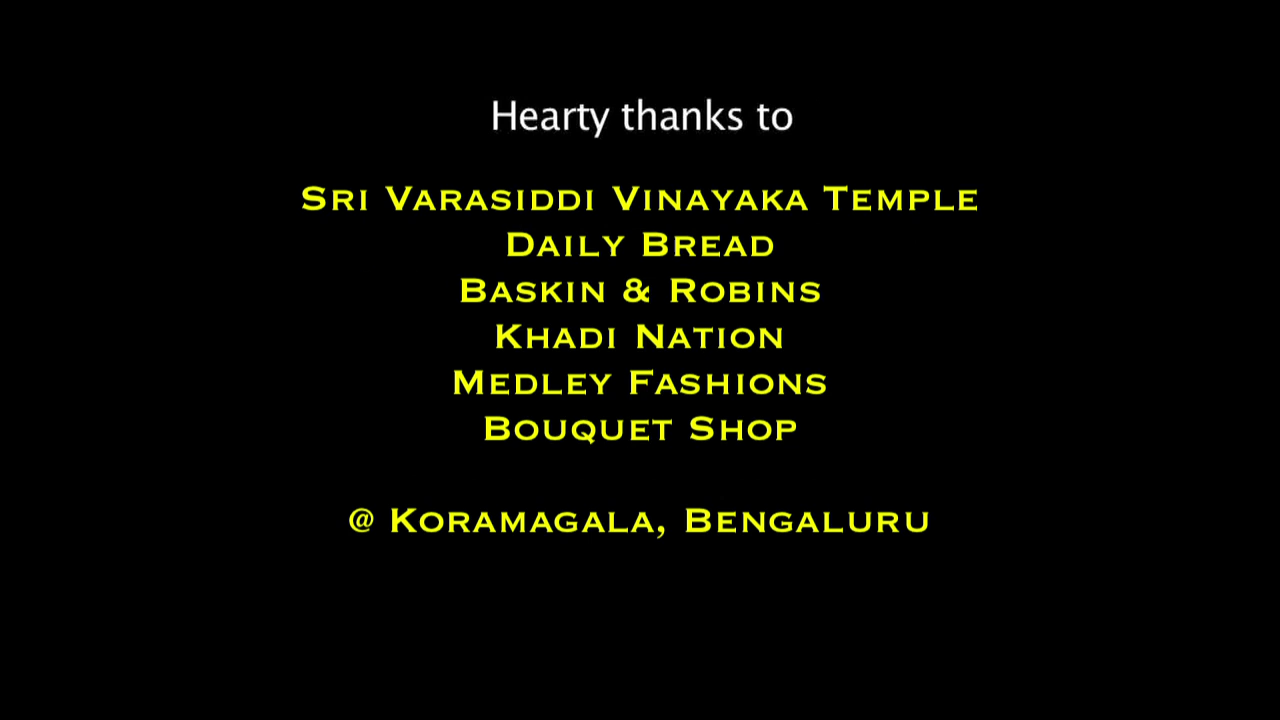 Hearty thanks to
Sri Varasiddi Vinayaka Temple
Daily Bread
Baskin & Robins
Khadi Nation
Medley Fashions
Bouquet Shop
@ Koramagala, Bengaluru